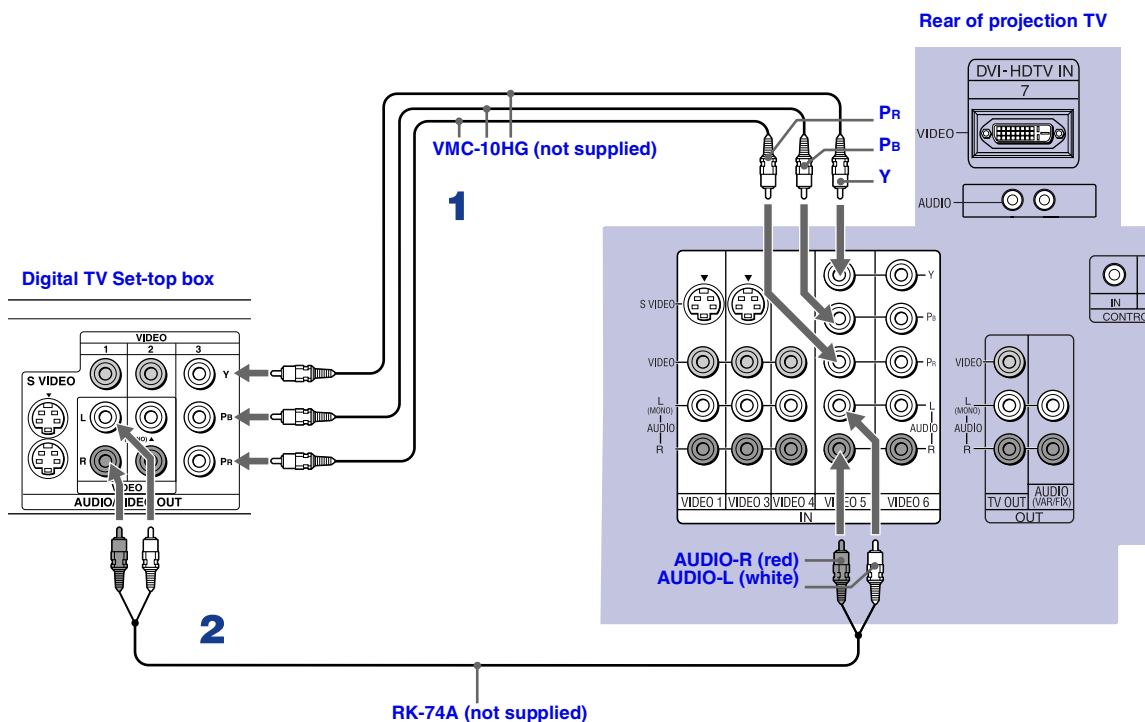 Rear of projection TV
DVI-HDTV IN
7
VIDEO
AUDIO
PR
PB
Y
VMC-10HG (not supplied)
1
Digital TV Set-top box
VIDEO
1 2 3
S VIDEO
Y
L
PB
R
PR
VIDEO
AUDIO/VIDEO OUT
S VIDEO
VIDEO
L
(MONO)
AUDIO
R
Y
PB
PR
L
AUDIO
R
VIDEO 1 VIDEO 3 VIDEO 4 VIDEO 5 VIDEO 6
IN
IN
VIDEO
L
(MONO)
AUDIO
R
TV OUT
AUDIO
(VAR/FIX)
OUT
AUDIO-R (red)
AUDIO-L (white)
2
RK-74A (not supplied)